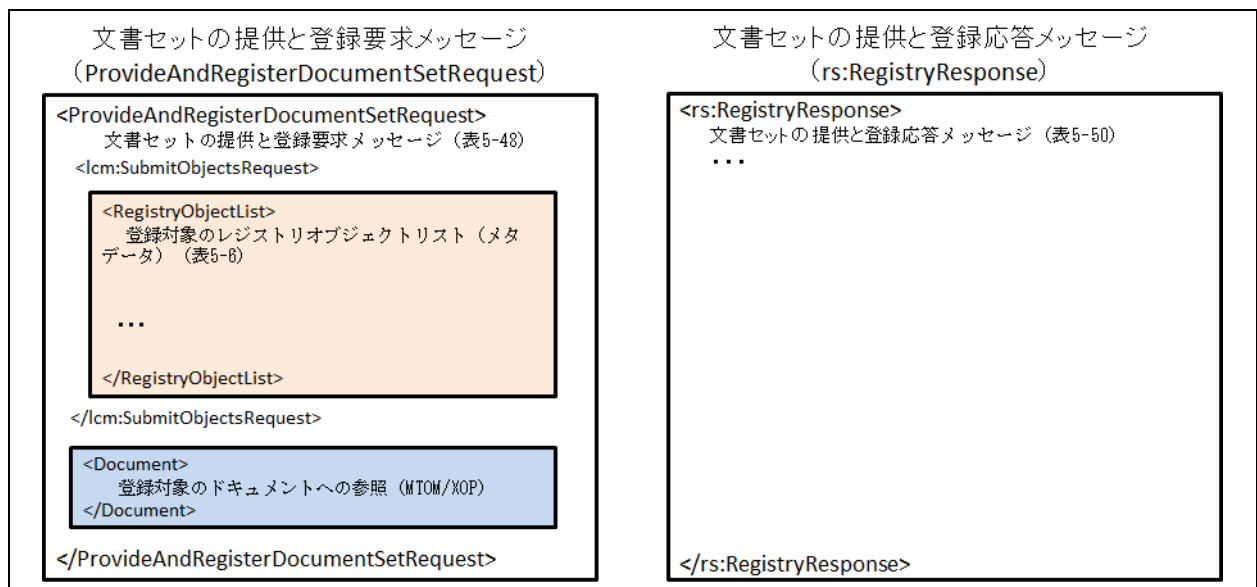 文書セットの提供と登録要求メッセージ
（ProvideAndRegisterDocumentSetRequest）
<ProvideAndRegisterDocumentSetRequest>
文書セットの提供と登録要求メッセージ（表5-48）
<lcm:SubmitObjectsRequest>
<RegistryObjectList>
登録対象のレジストリオブジェクトリスト（メタ
データ）（表5-6）
・・・
</RegistryObjectList>
</lcm:SubmitObjectsRequest>
<Document>
登録対象のドキュメントへの参照（MTOM/XOP）
</Document>
</ProvideAndRegisterDocumentSetRequest>
文書セットの提供と登録応答メッセージ
（rs:RegistryResponse）
<rs:RegistryResponse>
文書セットの提供と登録応答メッセージ（表5-50）
・・・
</rs:RegistryResponse>